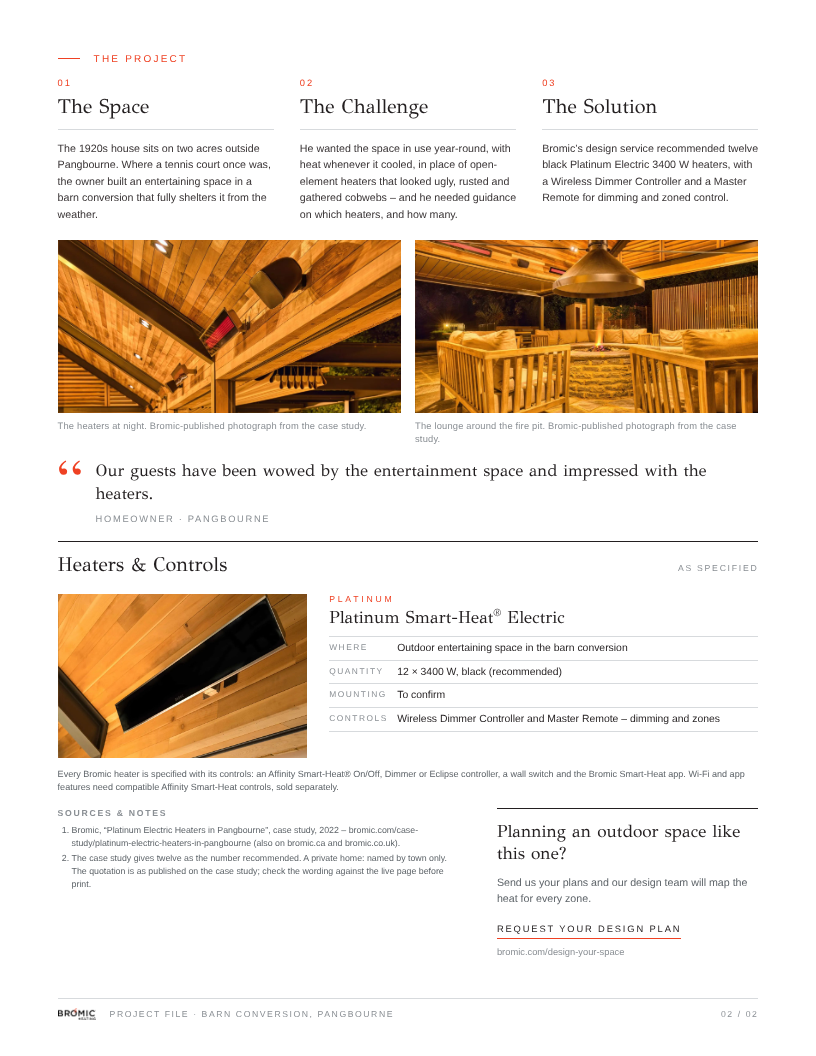 THE PROJECT
01
The Space
The 1920s house sits on two acres outside
Pangbourne. Where a tennis court once was,
the owner built an entertaining space in a
barn conversion that fully shelters it from the
weather.
02
The Challenge
He wanted the space in use year-round, with
heat whenever it cooled, in place of open-
element heaters that looked ugly, rusted and
gathered cobwebs – and he needed guidance
on which heaters, and how many.
03
The Solution
Bromic's design service recommended twelve
black Platinum Electric 3400 W heaters, with
a Wireless Dimmer Controller and a Master
Remote for dimming and zoned control.
The heaters at night. Bromic-published photograph from the case study.
The lounge around the fire pit. Bromic-published photograph from the case
study.
“ Our guests have been wowed by the entertainment space and impressed with the
heaters.
HOMEOWNER · PANGBOURNE
Heaters & Controls
AS SPECIFIED
PLATINUM
Platinum Smart-Heat® Electric
WHERE Outdoor entertaining space in the barn conversion
QUANTITY 12 × 3400 W, black (recommended)
MOUNTING To confirm
CONTROLS Wireless Dimmer Controller and Master Remote – dimming and zones
Every Bromic heater is specified with its controls: an Affinity Smart-Heat® On/Off, Dimmer or Eclipse controller, a wall switch and the Bromic Smart-Heat app. Wi-Fi and app
features need compatible Affinity Smart-Heat controls, sold separately.
SOURCES & NOTES
1. Bromic, “Platinum Electric Heaters in Pangbourne”, case study, 2022 – bromic.com/case-
study/platinum-electric-heaters-in-pangbourne (also on bromic.ca and bromic.co.uk).
2. The case study gives twelve as the number recommended. A private home: named by town only.
The quotation is as published on the case study; check the wording against the live page before
print.
Planning an outdoor space like
this one?
Send us your plans and our design team will map the
heat for every zone.
REQUEST YOUR DESIGN PLAN
bromic.com/design-your-space
BROMIC HEATING
PROJECT FILE · BARN CONVERSION, PANGBOURNE
02 / 02